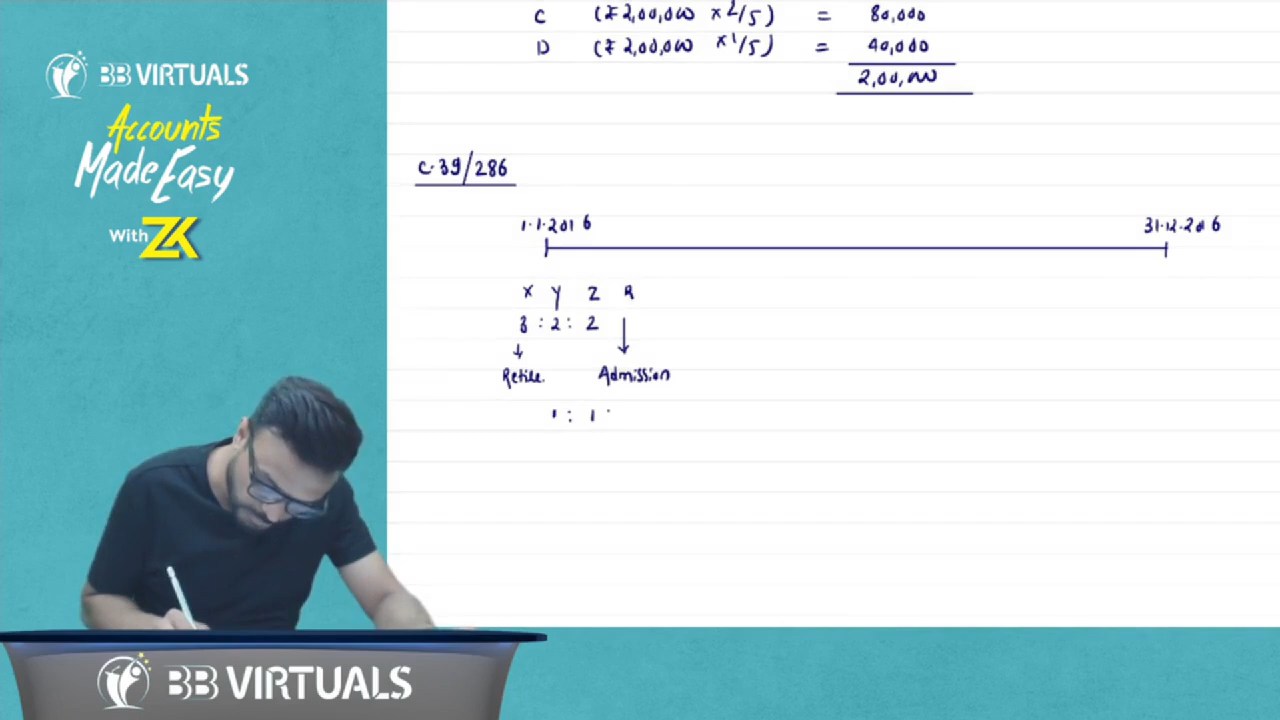 BB VIRTUALS
Accounts
Made Easy
With ZK
C (₹ 2,00,000 × 2/5) = 80,000
D (₹ 2,00,000 × 1/5) = 40,000
2,00,000
C.39/286
1.1.2016 31.12.2016
X Y Z R
3 : 2 : 2
Retire. Admission
1 : 1 :
BB VIRTUALS